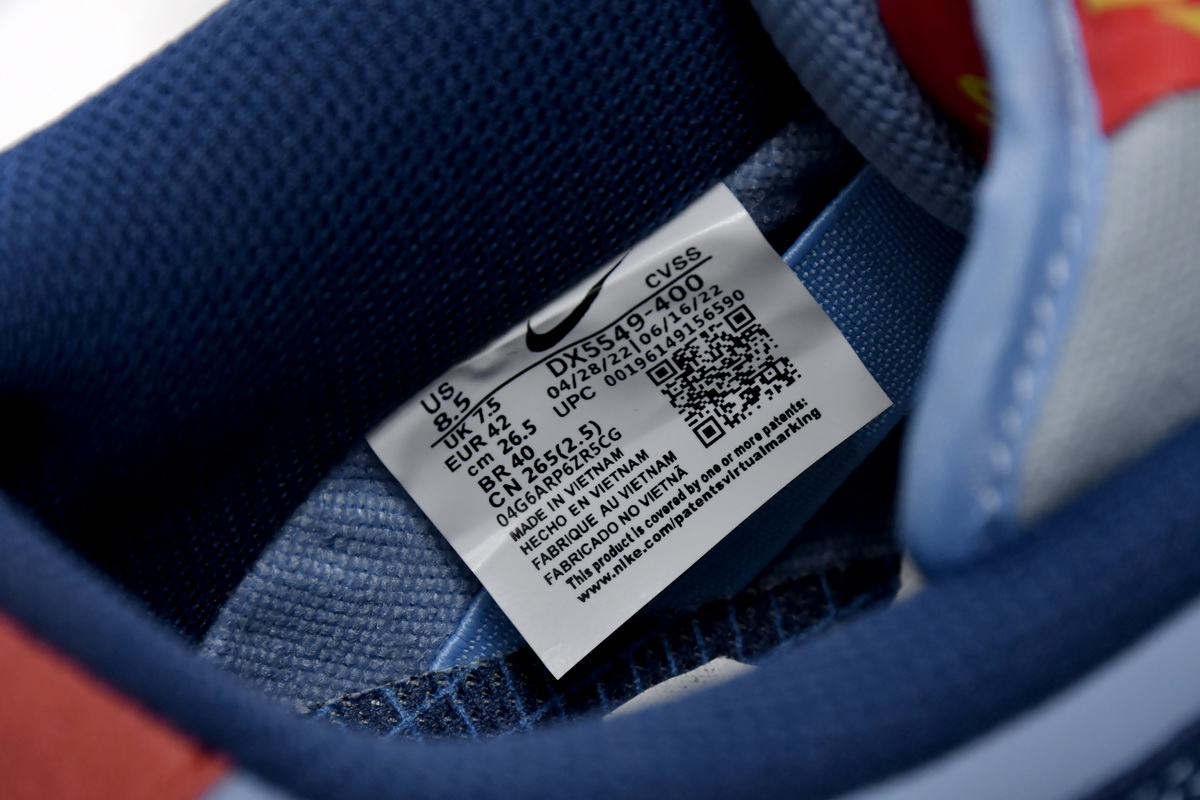 US
8.5
CVSS
UK 7.5
DX5549-400
EUR 42
04/28/22|06/16/22
cm 26.5
UPC 00196149156590
BR 40
CN 265(2.5)
04G6ARP6ZR5CG
MADE IN VIETNAM
HECHO EN VIETNAM
FABRIQUE AU VIETNAM
FABRICADO NO VIETNÃ
This product is covered by one or more patents:
www.nike.com/patentsvirtualmarking